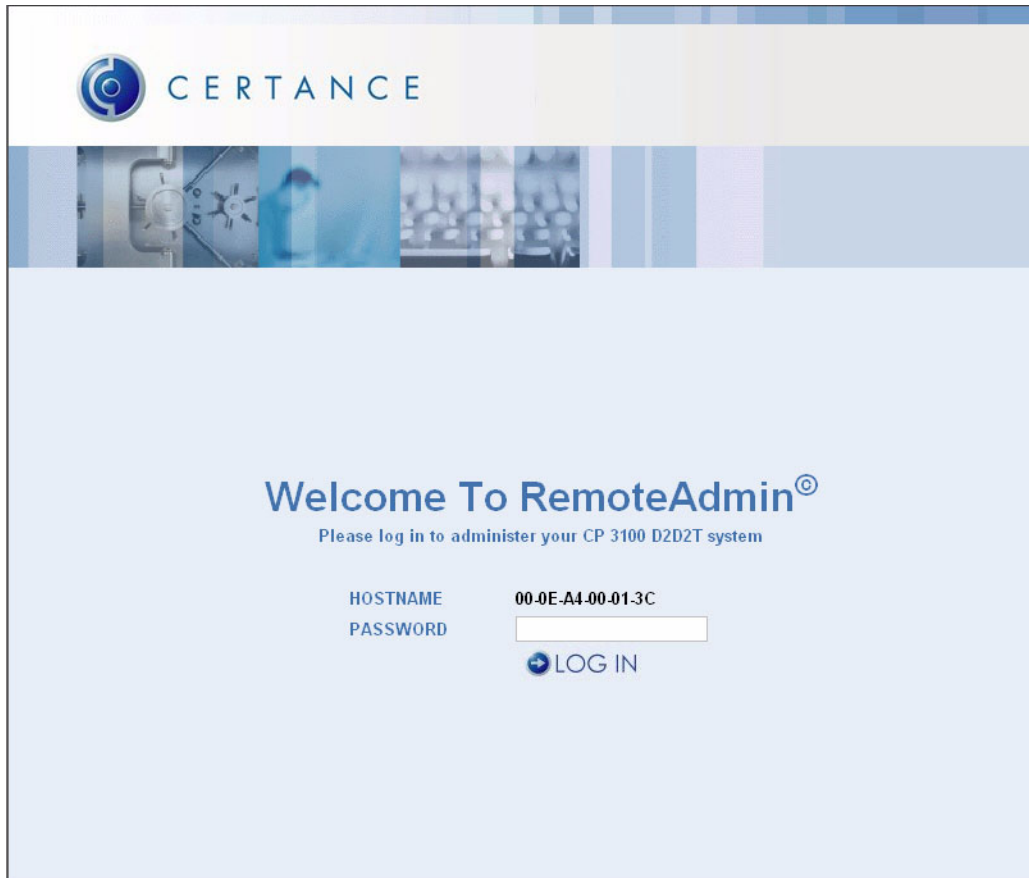 CERTANCE
Welcome To RemoteAdmin©
Please log in to administer your CP 3100 D2D2T system
HOSTNAME 00-0E-A4-00-01-3C
PASSWORD
LOG IN